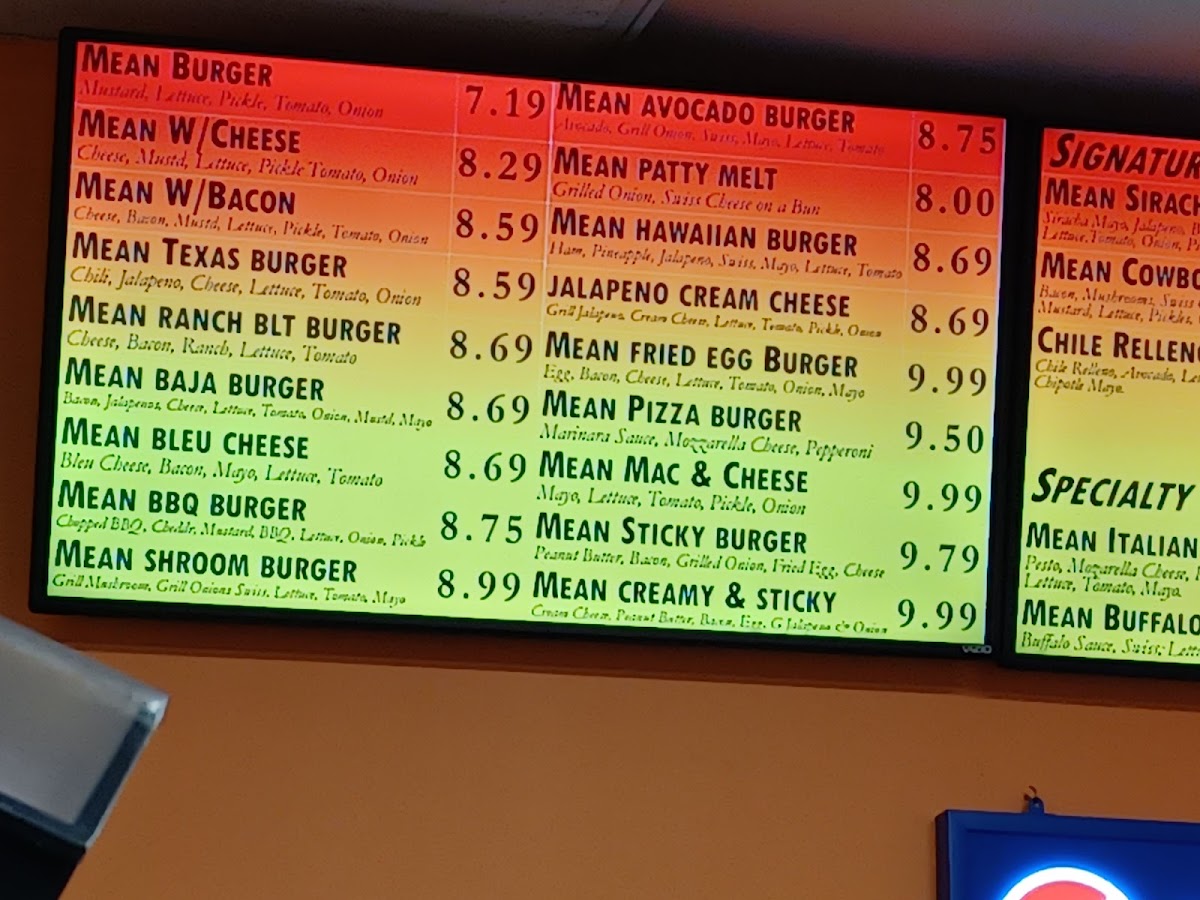 MEAN BURGER 7.19
Mustard, Lettuce, Pickle, Tomato, Onion
MEAN W/CHEESE 8.29
Cheese, Mustd, Lettuce, Pickle Tomato, Onion
MEAN W/BACON 8.59
Cheese, Bacon, Mustd, Lettuce, Pickle, Tomato, Onion
MEAN TEXAS BURGER 8.59
Chili, Jalapeno, Cheese, Lettuce, Tomato, Onion
MEAN RANCH BLT BURGER 8.69
Cheese, Bacon, Ranch, Lettuce, Tomato
MEAN BAJA BURGER 8.69
Bacon, Jalapenos, Cheese, Lettuce, Tomato, Onion, Mustd, Mayo
MEAN BLEU CHEESE 8.69
Bleu Cheese, Bacon, Mayo, Lettuce, Tomato
MEAN BBQ BURGER 8.75
Chopped BBQ, Cheddr, Mustard, BBQ, Lettuce, Onion, Pickle
MEAN SHROOM BURGER 8.99
Grill Mushroom, Grill Onions Suiss, Lettuce, Tomato, Mayo
MEAN AVOCADO BURGER 8.75
Avocado, Grill Onion, Swiss, Mayo, Lettuce, Tomato
MEAN PATTY MELT 8.00
Grilled Onion, Swiss Cheese on a Bun
MEAN HAWAIIAN BURGER 8.69
Ham, Pineapple, Jalapeno, Swiss, Mayo, Lettuce, Tomato
JALAPENO CREAM CHEESE 8.69
Grill Jalapeno, Cream Cheese, Lettuce, Tomato, Pickle, Onion
MEAN FRIED EGG BURGER 9.99
Egg, Bacon, Cheese, Lettuce, Tomato, Onion, Mayo
MEAN PIZZA BURGER 9.50
Marinara Sauce, Mozzarella Cheese, Pepperoni
MEAN MAC & CHEESE 9.99
Mayo, Lettuce, Tomato, Pickle, Onion
MEAN STICKY BURGER 9.79
Peanut Butter, Bacon, Grilled Onion, Fried Egg, Cheese
MEAN CREAMY & STICKY 9.99
Cream Cheese, Peanut Butter, Bacon, Egg, G Jalapeno & Onion
VIZIO
SIGNATUR
MEAN SIRACH
Siracha Mayo, Jalapeno,
Lettuce, Tomato, Onion,
MEAN COWBO
Bacon, Mushrooms, Swiss
Mustard, Lettuce, Pickles,
CHILE RELLENO
Chile Relleno, Avocado,
Chipotle Mayo
SPECIALTY
MEAN ITALIAN
Pesto, Mozarella Cheese,
Lettuce, Tomato, Mayo
MEAN BUFFALO
Buffalo Sauce, Swiss,